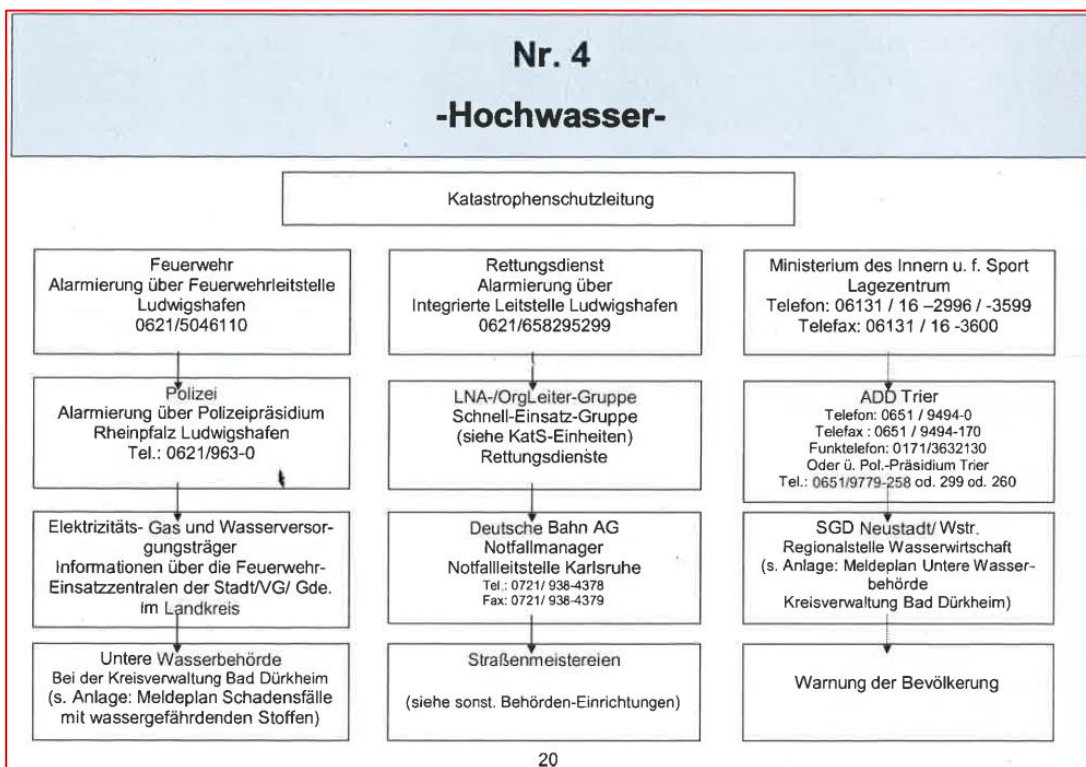 Nr. 4
-Hochwasser-
Katastrophenschutzleitung
Feuerwehr
Alarmierung über Feuerwehrleitstelle
Ludwigshafen
0621/5046110
Polizei
Alarmierung über Polizeipräsidium
Rheinpfalz Ludwigshafen
Tel.: 0621/963-0
Elektrizitäts- Gas und Wasserversor-
gungsträger
Informationen über die Feuerwehr-
Einsatzzentralen der Stadt/VG/ Gde.
im Landkreis
Untere Wasserbehörde
Bei der Kreisverwaltung Bad Dürkheim
(s. Anlage: Meldeplan Schadensfälle
mit wassergefährdenden Stoffen)
Rettungsdienst
Alarmierung über
Integrierte Leitstelle Ludwigshafen
0621/658295299
LNA-/OrgLeiter-Gruppe
Schnell-Einsatz-Gruppe
(siehe KatS-Einheiten)
Rettungsdienste
Deutsche Bahn AG
Notfallmanager
Notfallleitstelle Karlsruhe
Tel.: 0721/ 938-4378
Fax: 0721/ 938-4379
Straßenmeistereien
(siehe sonst. Behörden-Einrichtungen)
Ministerium des Innern u. f. Sport
Lagezentrum
Telefon: 06131 / 16 –2996 / -3599
Telefax: 06131 / 16 -3600
ADD Trier
Telefon: 0651 / 9494-0
Telefax : 0651 / 9494-170
Funktelefon: 0171/3632130
Oder ü. Pol.-Präsidium Trier
Tel.: 0651/9779-258 od. 299 od. 260
SGD Neustadt/ Wstr.
Regionalstelle Wasserwirtschaft
(s. Anlage: Meldeplan Untere Wasser-
behörde
Kreisverwaltung Bad Dürkheim)
Warnung der Bevölkerung
20